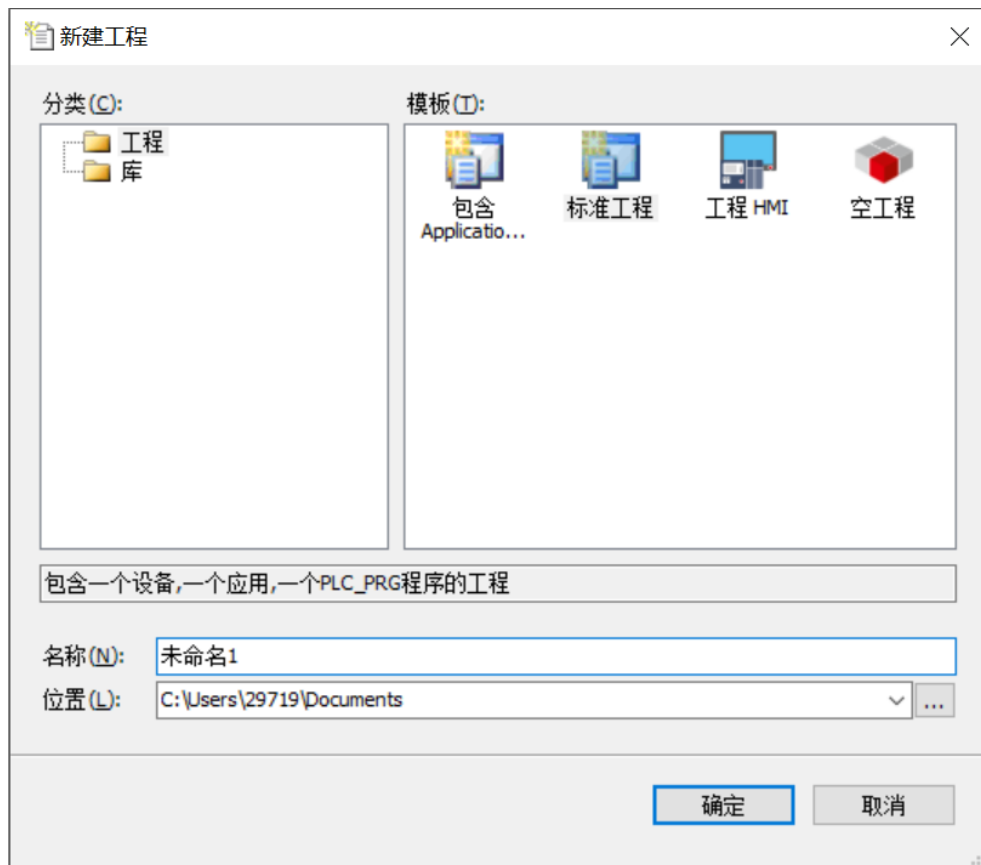 新建工程
分类(C):
模板(T):
工程
库
包含
Applicatio...
标准工程
工程 HMI
空工程
包含一个设备,一个应用,一个PLC_PRG程序的工程
名称(N):
未命名1
位置(L):
C:\Users\29719\Documents
...
确定
取消